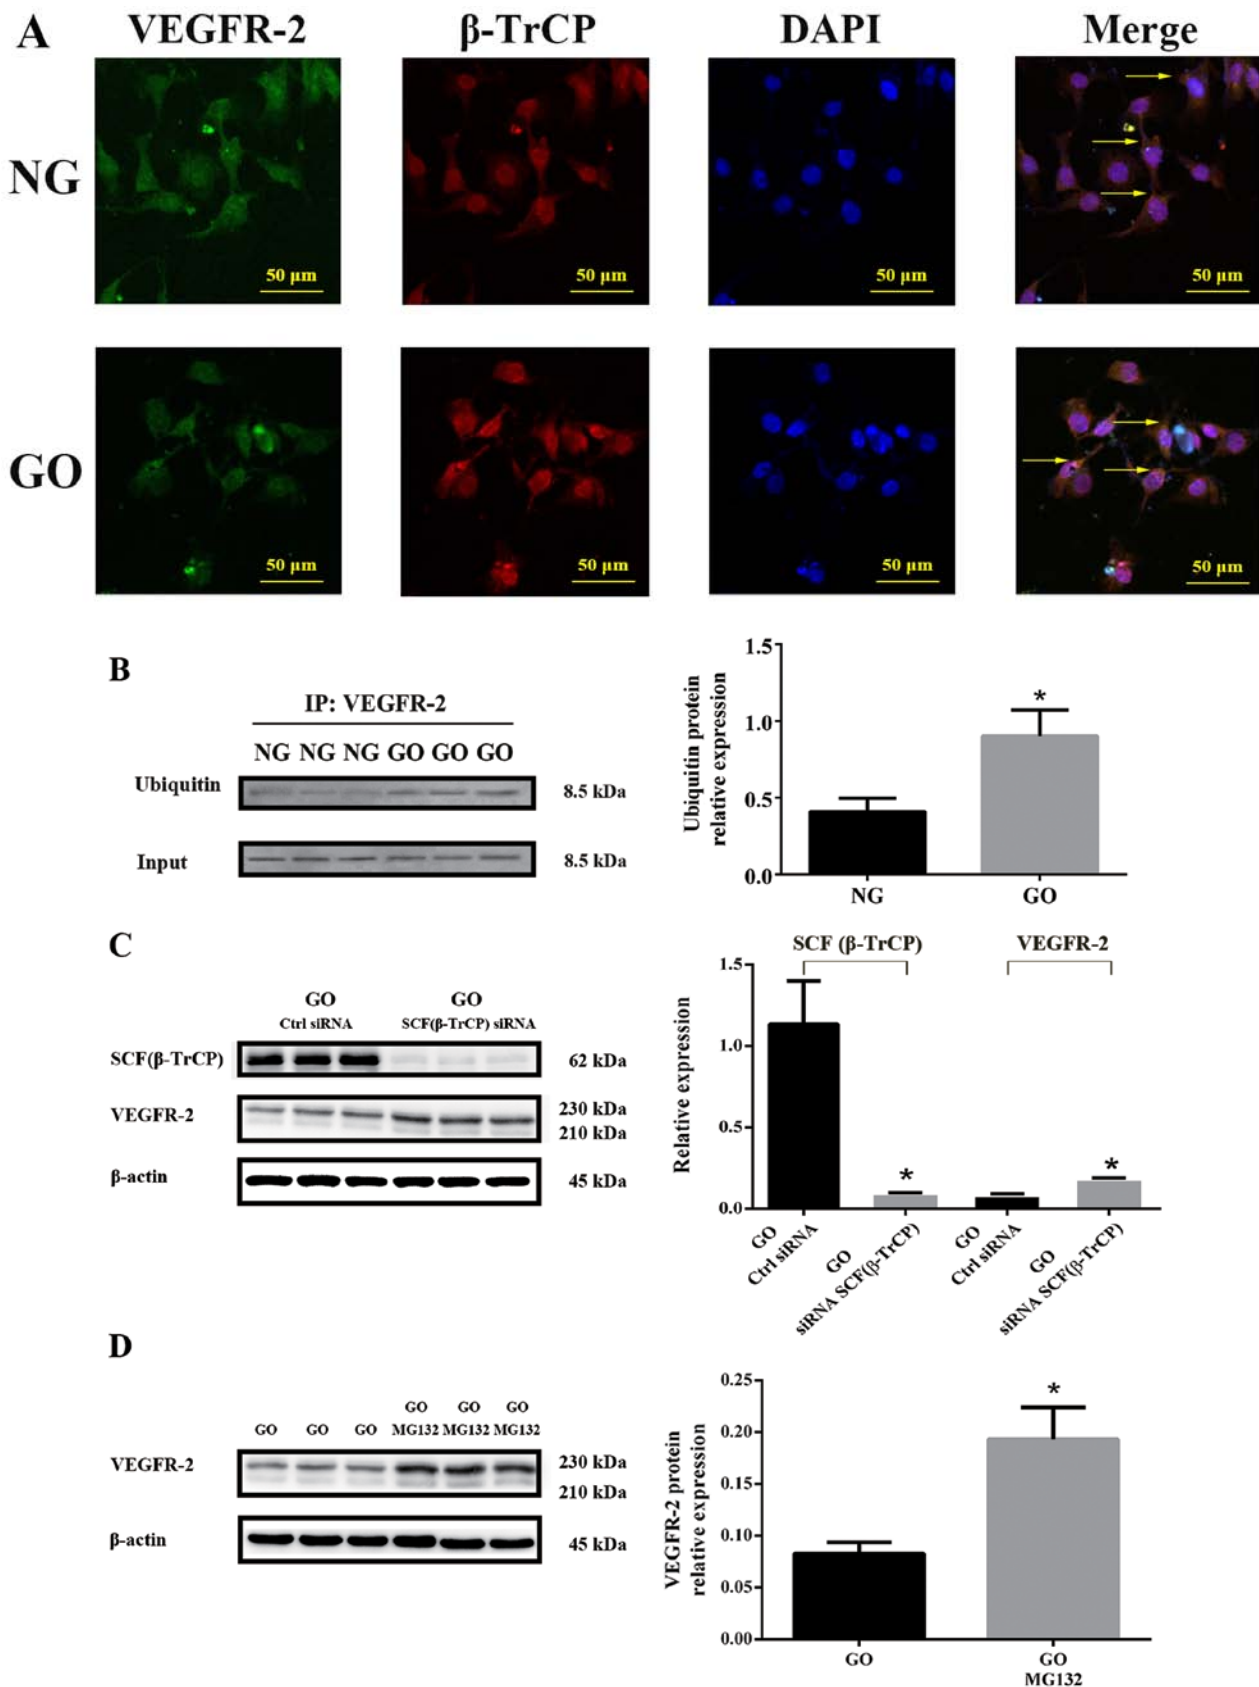 A
VEGFR-2 β-TrCP DAPI Merge
NG
50 μm 50 μm 50 μm 50 μm
GO
50 μm 50 μm 50 μm 50 μm
B
IP: VEGFR-2
NG NG NG GO GO GO
Ubiquitin 8.5 kDa
Input 8.5 kDa
Ubiquitin protein
relative expression
1.5
1.0
0.5
0.0
*
NG GO
C
GO GO
Ctrl siRNA SCF(β-TrCP) siRNA
SCF(β-TrCP) 62 kDa
VEGFR-2 230 kDa
210 kDa
β-actin 45 kDa
SCF (β-TrCP) VEGFR-2
Relative expression
1.5
1.0
0.5
0.0
* *
GO
Ctrl siRNA
GO
siRNA SCF(β-TrCP)
GO
Ctrl siRNA
GO
siRNA SCF(β-TrCP)
D
GO GO GO
GO GO GO MG132 MG132 MG132
VEGFR-2 230 kDa
210 kDa
β-actin 45 kDa
VEGFR-2 protein
relative expression
0.25
0.20
0.15
0.10
0.05
0.00
*
GO GO
MG132